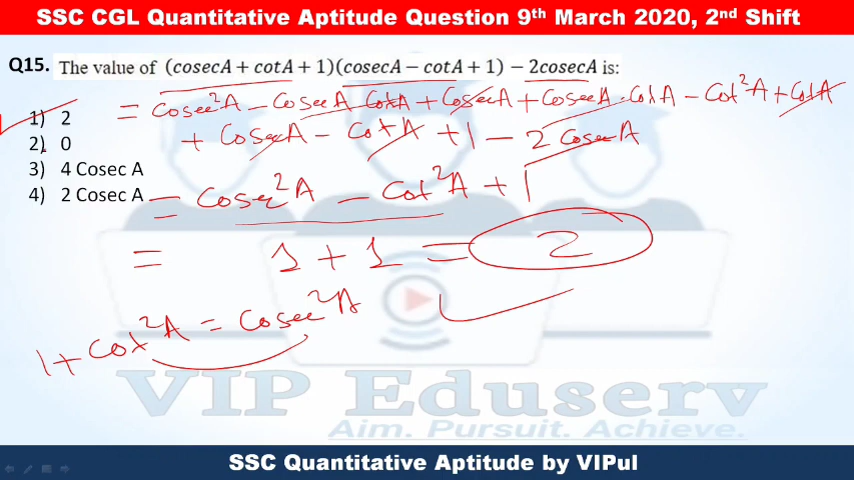 SSC CGL Quantitative Aptitude Question 9th March 2020, 2nd Shift
Q15. The value of (cosecA + cotA + 1)(cosecA − cotA + 1) − 2cosecA is:
= Cosec²A − CosecA CotA + CosecA + CosecA·CotA − Cot²A + CotA
1) 2
+ CosecA − CotA + 1 − 2 CosecA
2) 0
3) 4 Cosec A
4) 2 Cosec A
= Cosec²A − Cot²A + 1
= 1 + 1 = 2
1 + Cot²A = Cosec²A
VIP Eduserv
Aim. Pursuit. Achieve.
SSC Quantitative Aptitude by VIPul